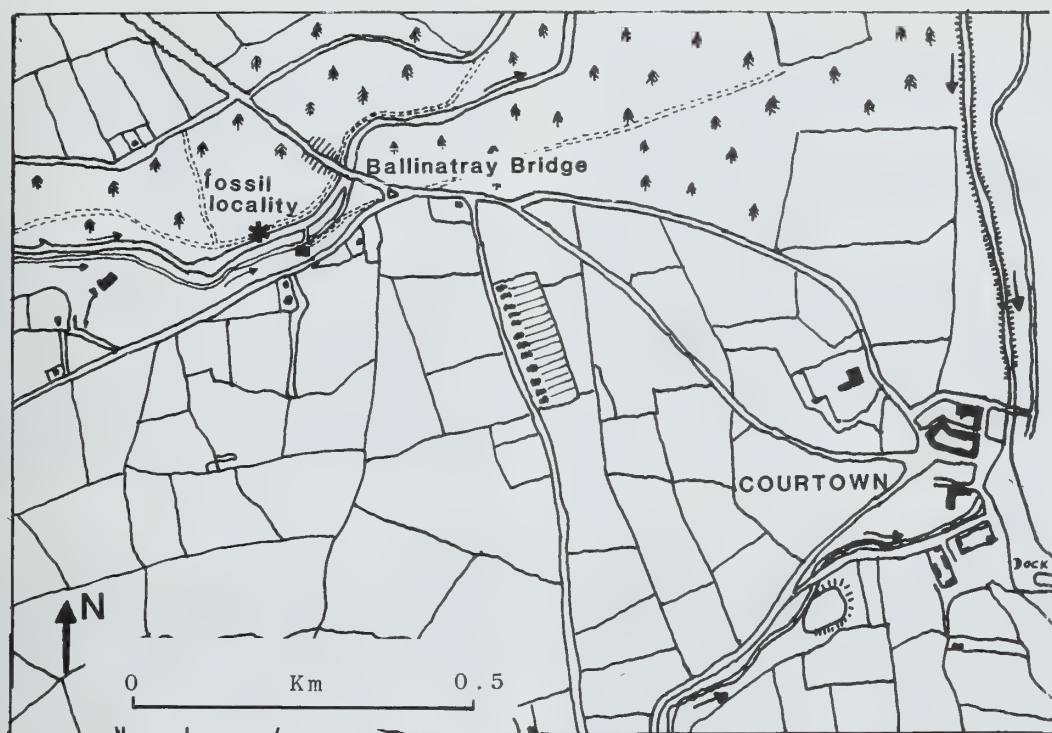 Ballinatray Bridge
fossil
locality
COURTOWN
DOCK
N
0 Km 0.5